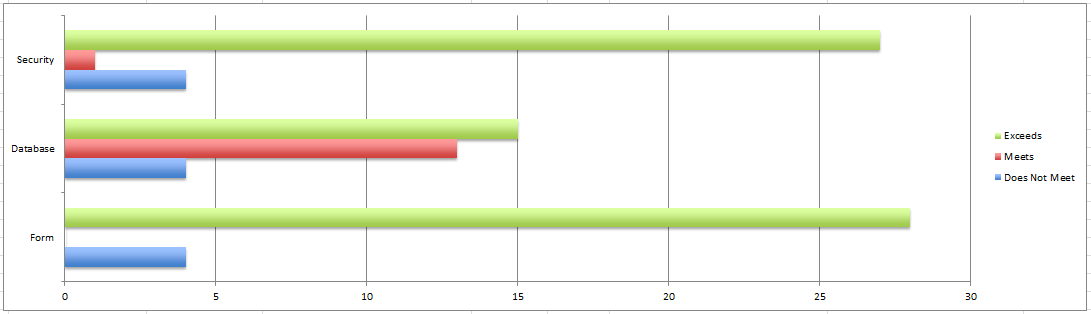 Security
Database
Form
0 5 10 15 20 25 30
Exceeds
Meets
Does Not Meet